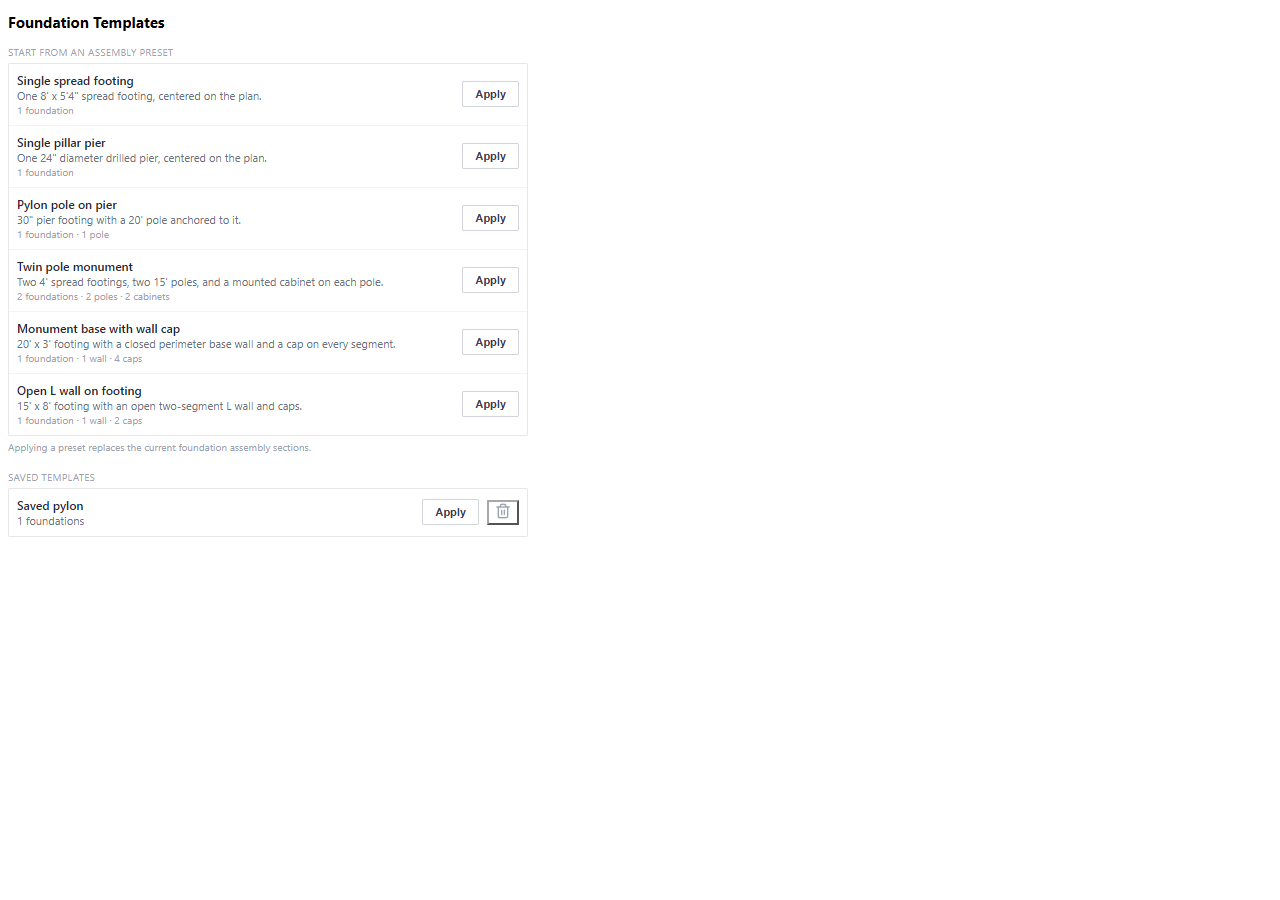 Foundation Templates
START FROM AN ASSEMBLY PRESET
Single spread footing
One 8' x 5'4" spread footing, centered on the plan.
1 foundation
Apply
Single pillar pier
One 24" diameter drilled pier, centered on the plan.
1 foundation
Apply
Pylon pole on pier
30" pier footing with a 20' pole anchored to it.
1 foundation · 1 pole
Apply
Twin pole monument
Two 4' spread footings, two 15' poles, and a mounted cabinet on each pole.
2 foundations · 2 poles · 2 cabinets
Apply
Monument base with wall cap
20' x 3' footing with a closed perimeter base wall and a cap on every segment.
1 foundation · 1 wall · 4 caps
Apply
Open L wall on footing
15' x 8' footing with an open two-segment L wall and caps.
1 foundation · 1 wall · 2 caps
Apply
Applying a preset replaces the current foundation assembly sections.
SAVED TEMPLATES
Saved pylon
1 foundations
Apply